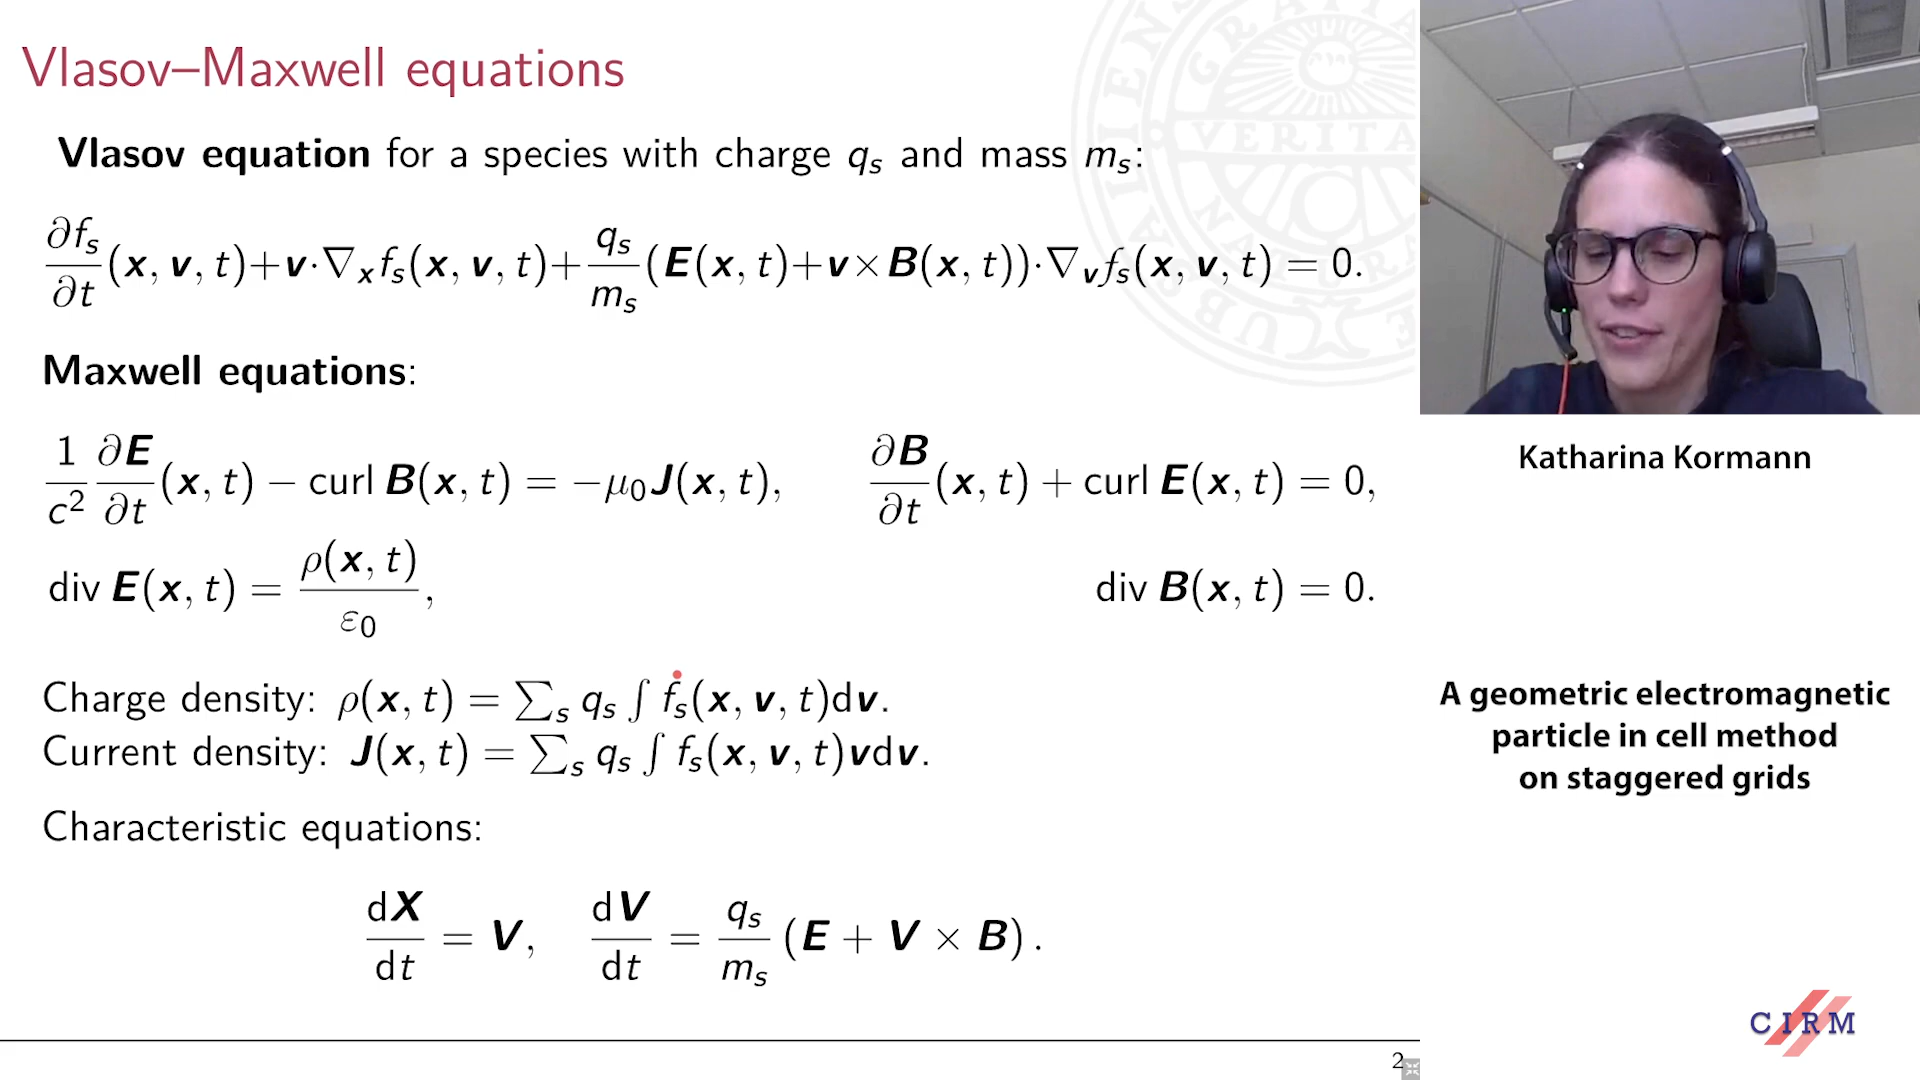 Vlasov–Maxwell equations
Vlasov equation for a species with charge q_s and mass m_s:
∂f_s/∂t (x, v, t)+v·∇_x f_s(x, v, t)+ q_s/m_s (E(x, t)+v×B(x, t))·∇_v f_s(x, v, t) = 0.
Maxwell equations:
1/c² ∂E/∂t (x, t) − curl B(x, t) = −μ₀J(x, t), ∂B/∂t (x, t) + curl E(x, t) = 0,
div E(x, t) = ρ(x, t)/ε₀, div B(x, t) = 0.
Charge density: ρ(x, t) = ∑_s q_s ∫ f_s(x, v, t)dv.
Current density: J(x, t) = ∑_s q_s ∫ f_s(x, v, t)vdv.
Characteristic equations:
dX/dt = V, dV/dt = q_s/m_s (E + V × B).
2
Katharina Kormann
A geometric electromagnetic
particle in cell method
on staggered grids
CIRM
VERITA